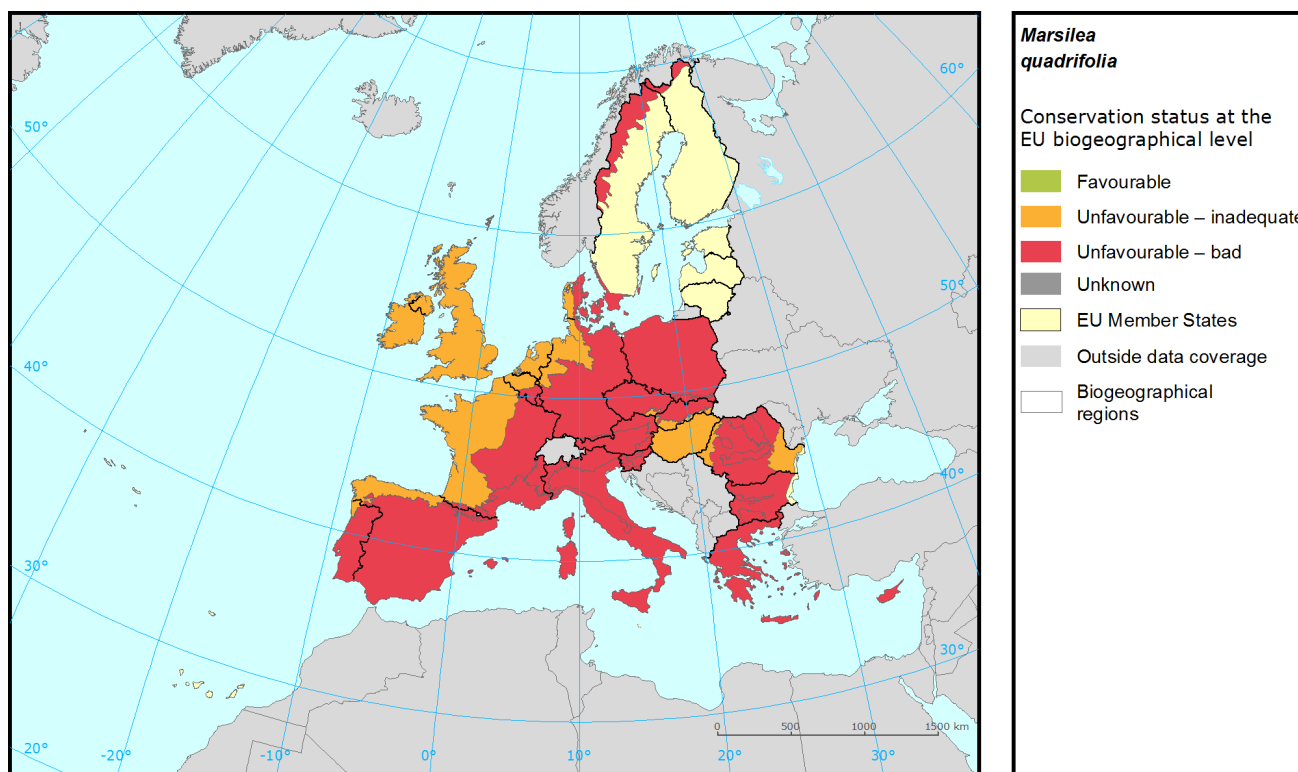 Marsilea
quadrifolia
Conservation status at the
EU biogeographical level
Favourable
Unfavourable – inadequate
Unfavourable – bad
Unknown
EU Member States
Outside data coverage
Biogeographical
regions
60°
50°
50°
40°
40°
30°
30°
0 500 1000 1500 km
20° -20° -10° 0° 10° 20° 30°